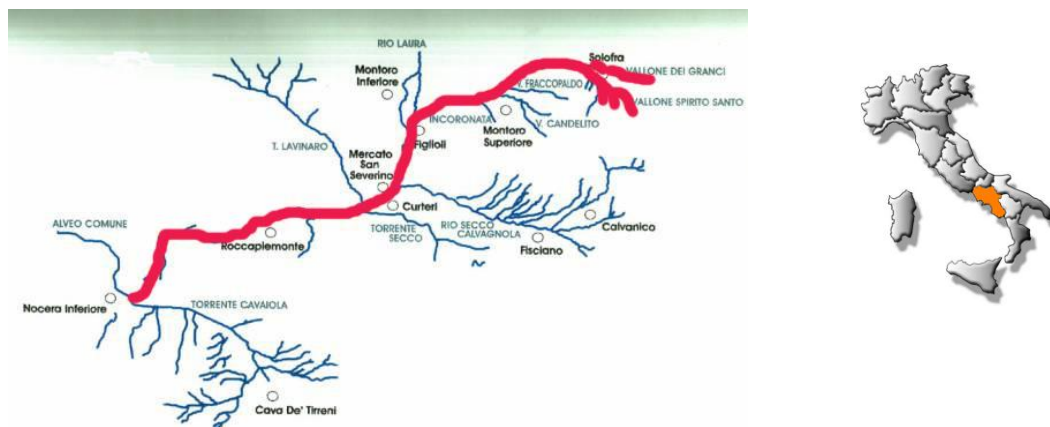 RIO LAURA
Solofra
Montoro
Inferiore
VALLONE DEI GRANCI
V. FRACCOPALDO
VALLONE SPIRITO SANTO
INCORONATA
V. CANDELITO
Montoro
Superiore
Figlioli
T. LAVINARO
Mercato
San
Severino
Curteri
ALVEO COMUNE
Roccapiemonte
TORRENTE
SECCO
RIO SECCO
CALVAGNOLA
Calvanico
Fisciano
Nocera Inferiore
TORRENTE CAVAIOLA
Cava De' Tirreni